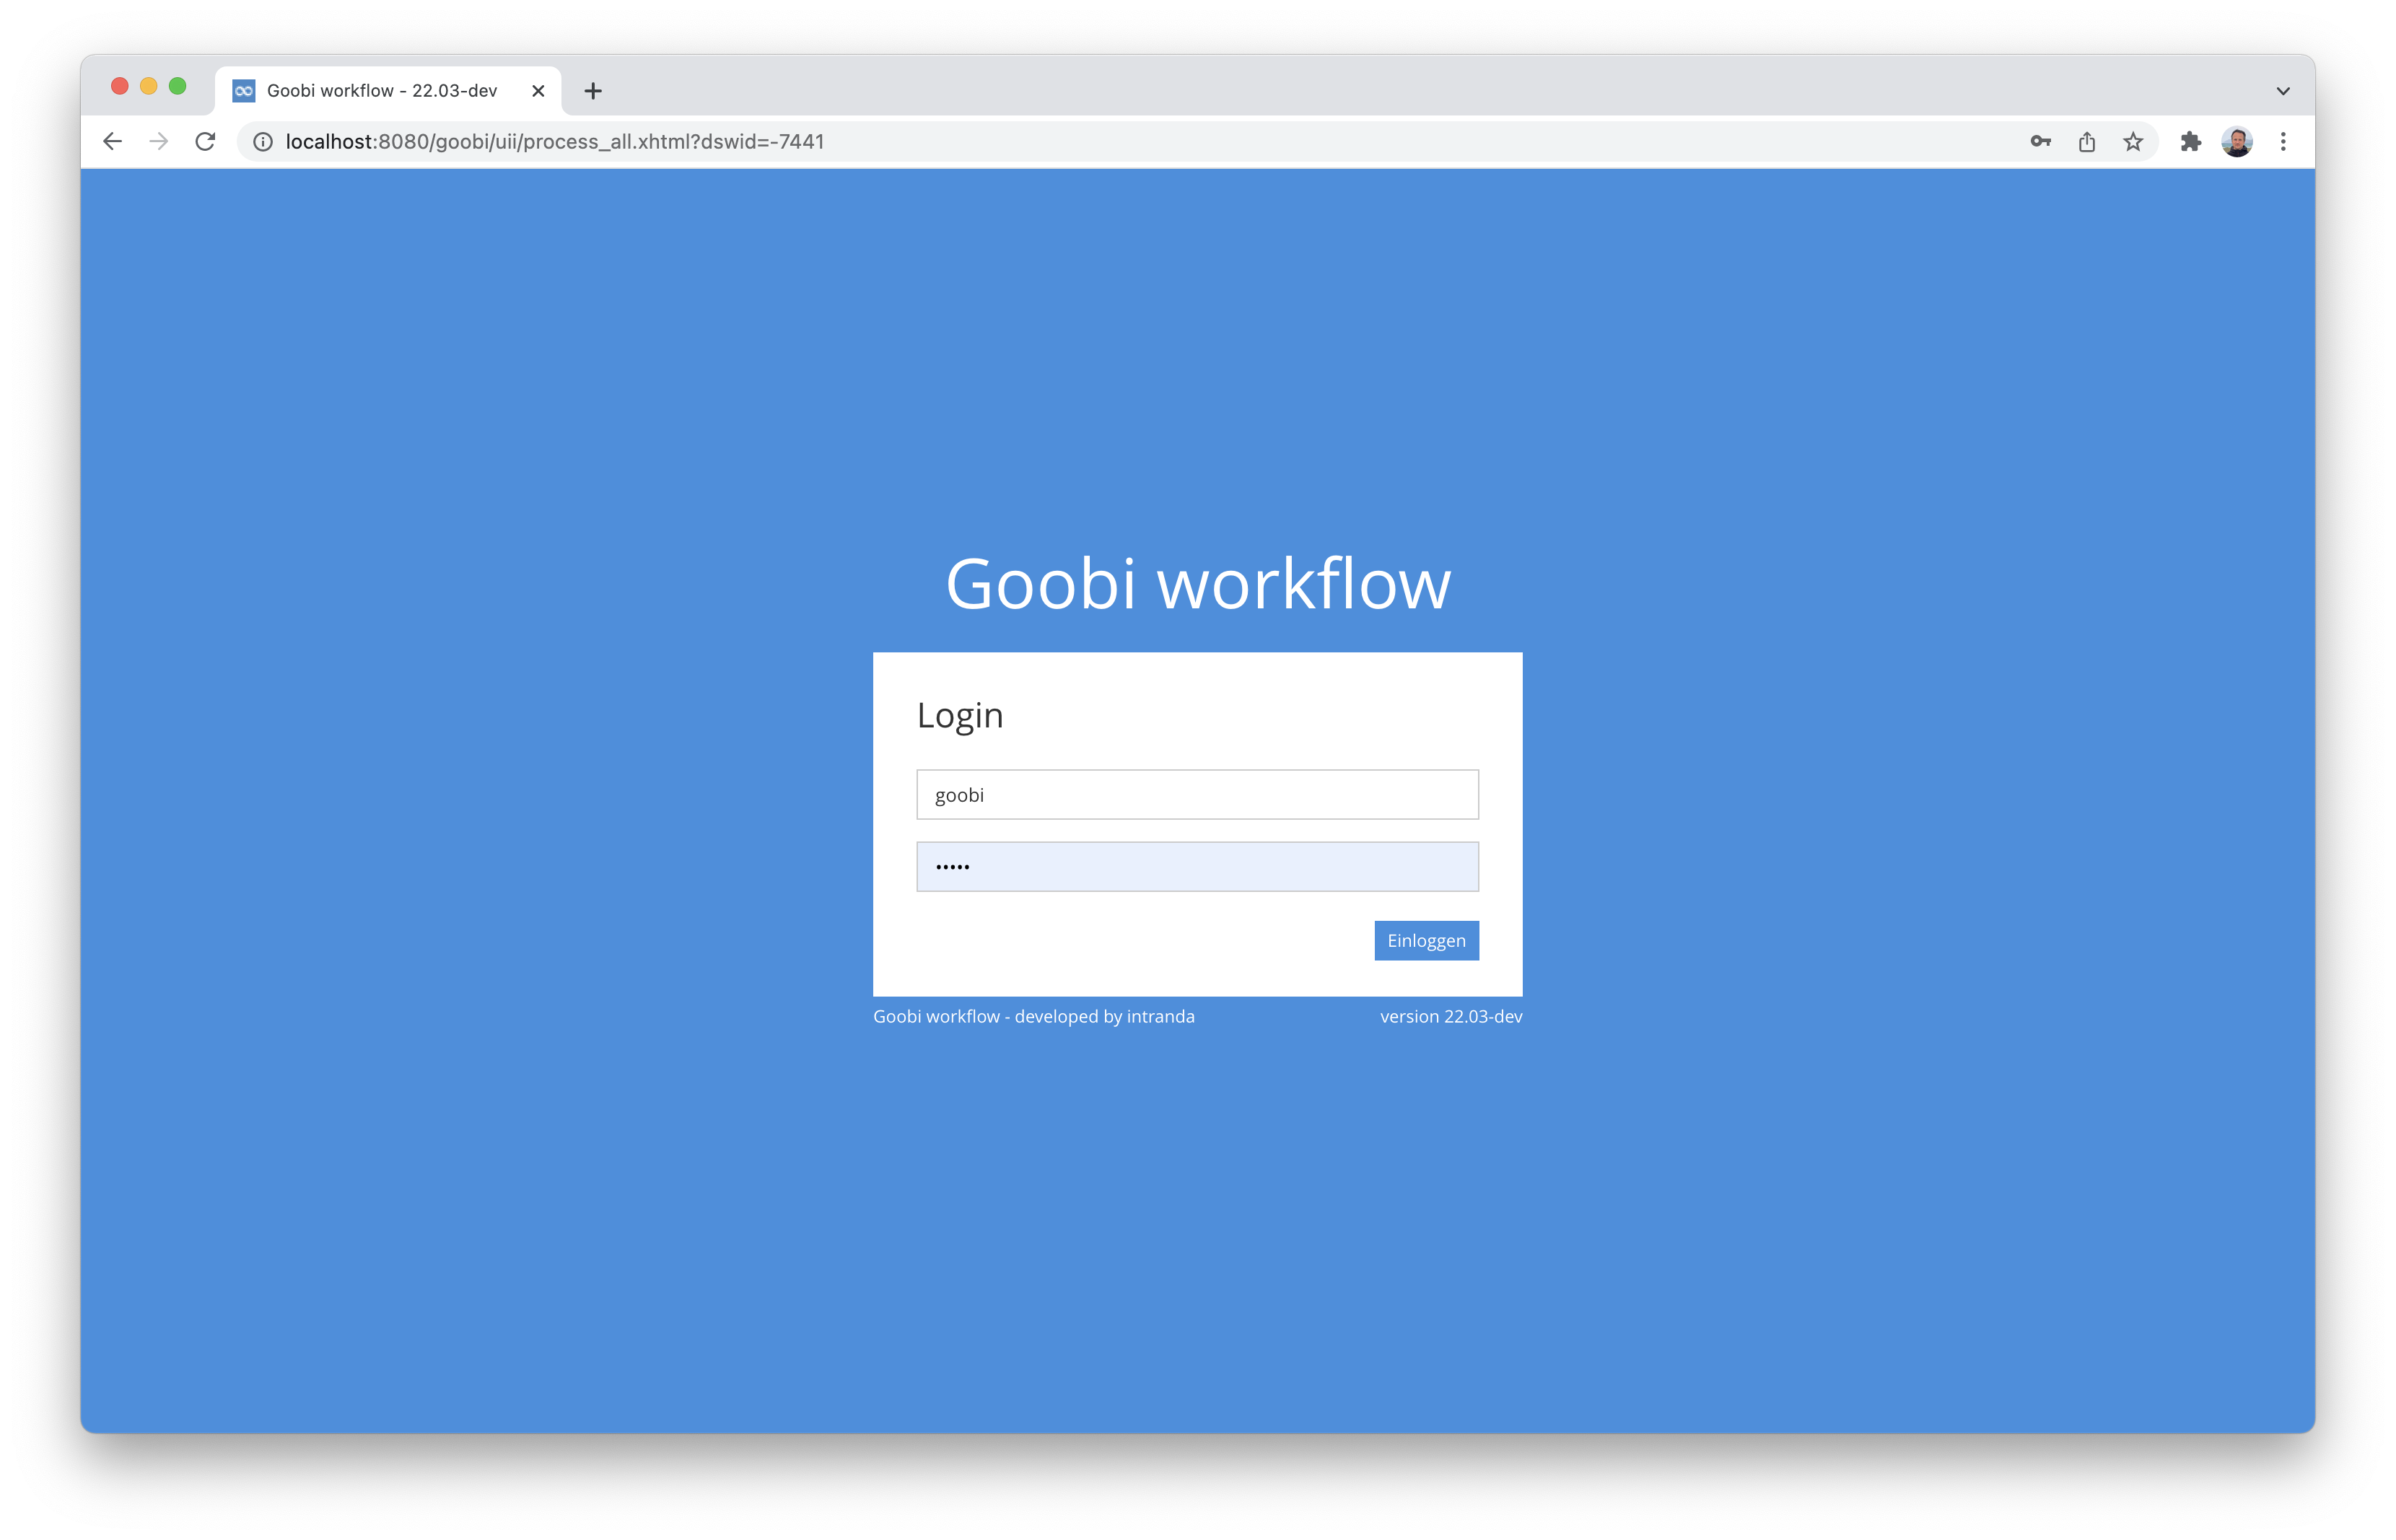 Goobi workflow - 22.03-dev
localhost:8080/goobi/uii/process_all.xhtml?dswid=-7441
Goobi workflow
Login
goobi
•••••
Einloggen
Goobi workflow - developed by intranda version 22.03-dev